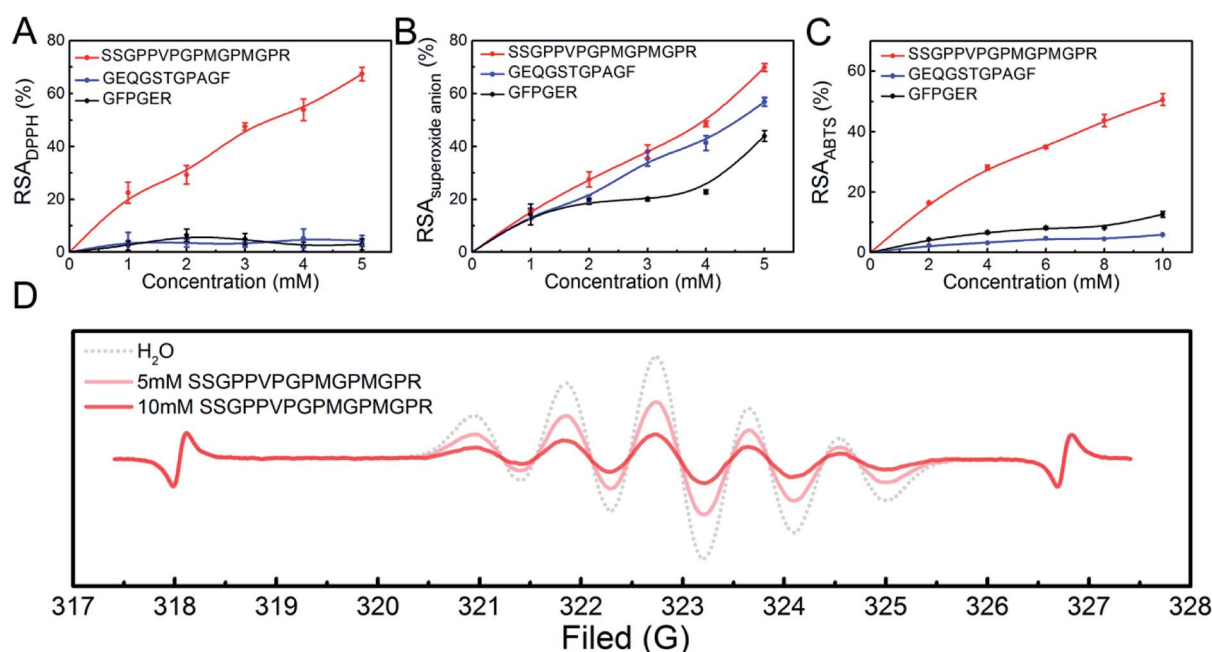 A
80
60
40
20
0
RSA_DPPH (%)
SSGPPVPGPMGPMGPR
GEQGSTGPAGF
GFPGER
0 1 2 3 4 5
Concentration (mM)
B
80
60
40
20
0
RSA_superoxide anion (%)
SSGPPVPGPMGPMGPR
GEQGSTGPAGF
GFPGER
0 1 2 3 4 5
Concentration (mM)
C
60
40
20
0
RSA_ABTS (%)
SSGPPVPGPMGPMGPR
GEQGSTGPAGF
GFPGER
0 2 4 6 8 10
Concentration (mM)
D
H₂O
5mM SSGPPVPGPMGPMGPR
10mM SSGPPVPGPMGPMGPR
317 318 319 320 321 322 323 324 325 326 327 328
Filed (G)